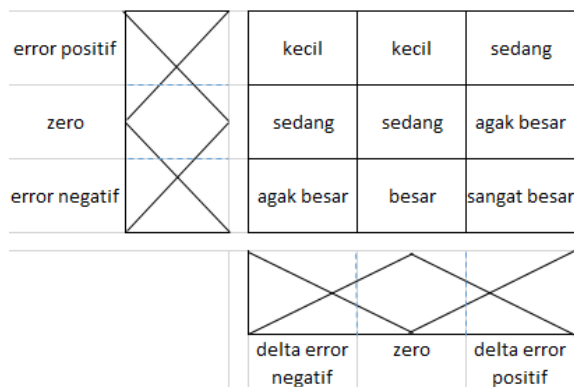 error positif kecil kecil sedang
zero sedang sedang agak besar
error negatif agak besar besar sangat besar
delta error negatif zero delta error positif